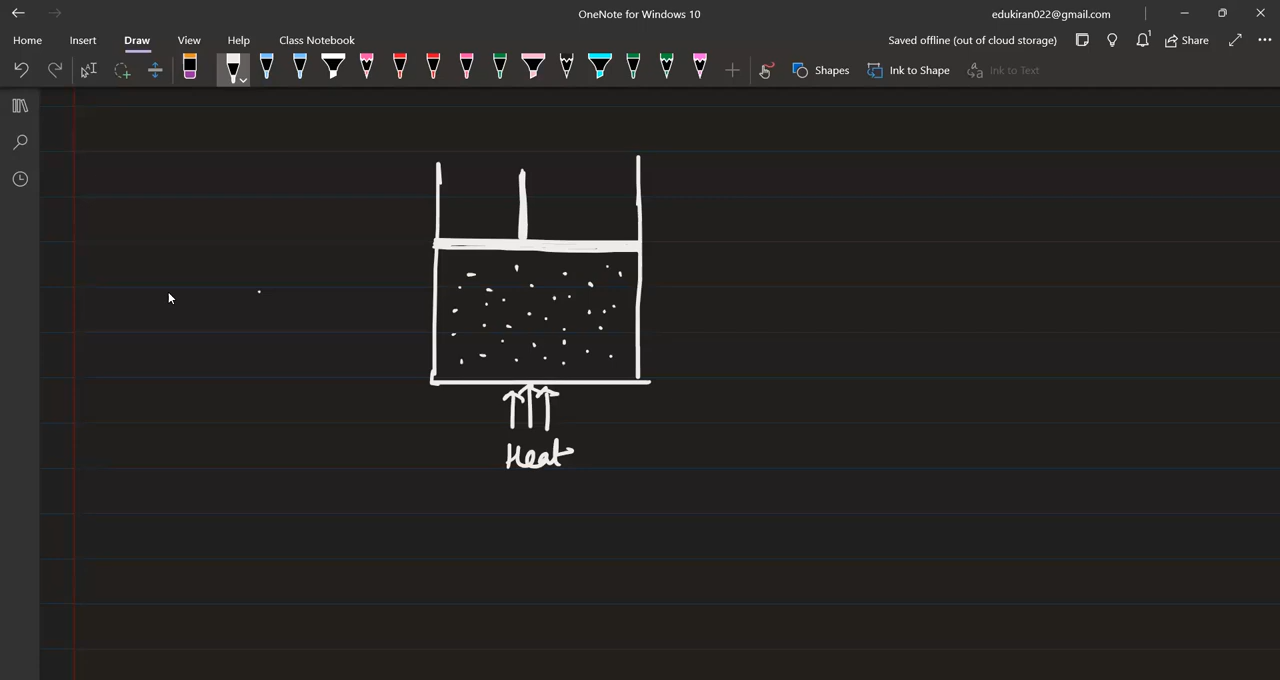 OneNote for Windows 10
edukiran022@gmail.com
Home Insert Draw View Help Class Notebook
Saved offline (out of cloud storage) 1 Share
Shapes Ink to Shape Ink to Text
Heat